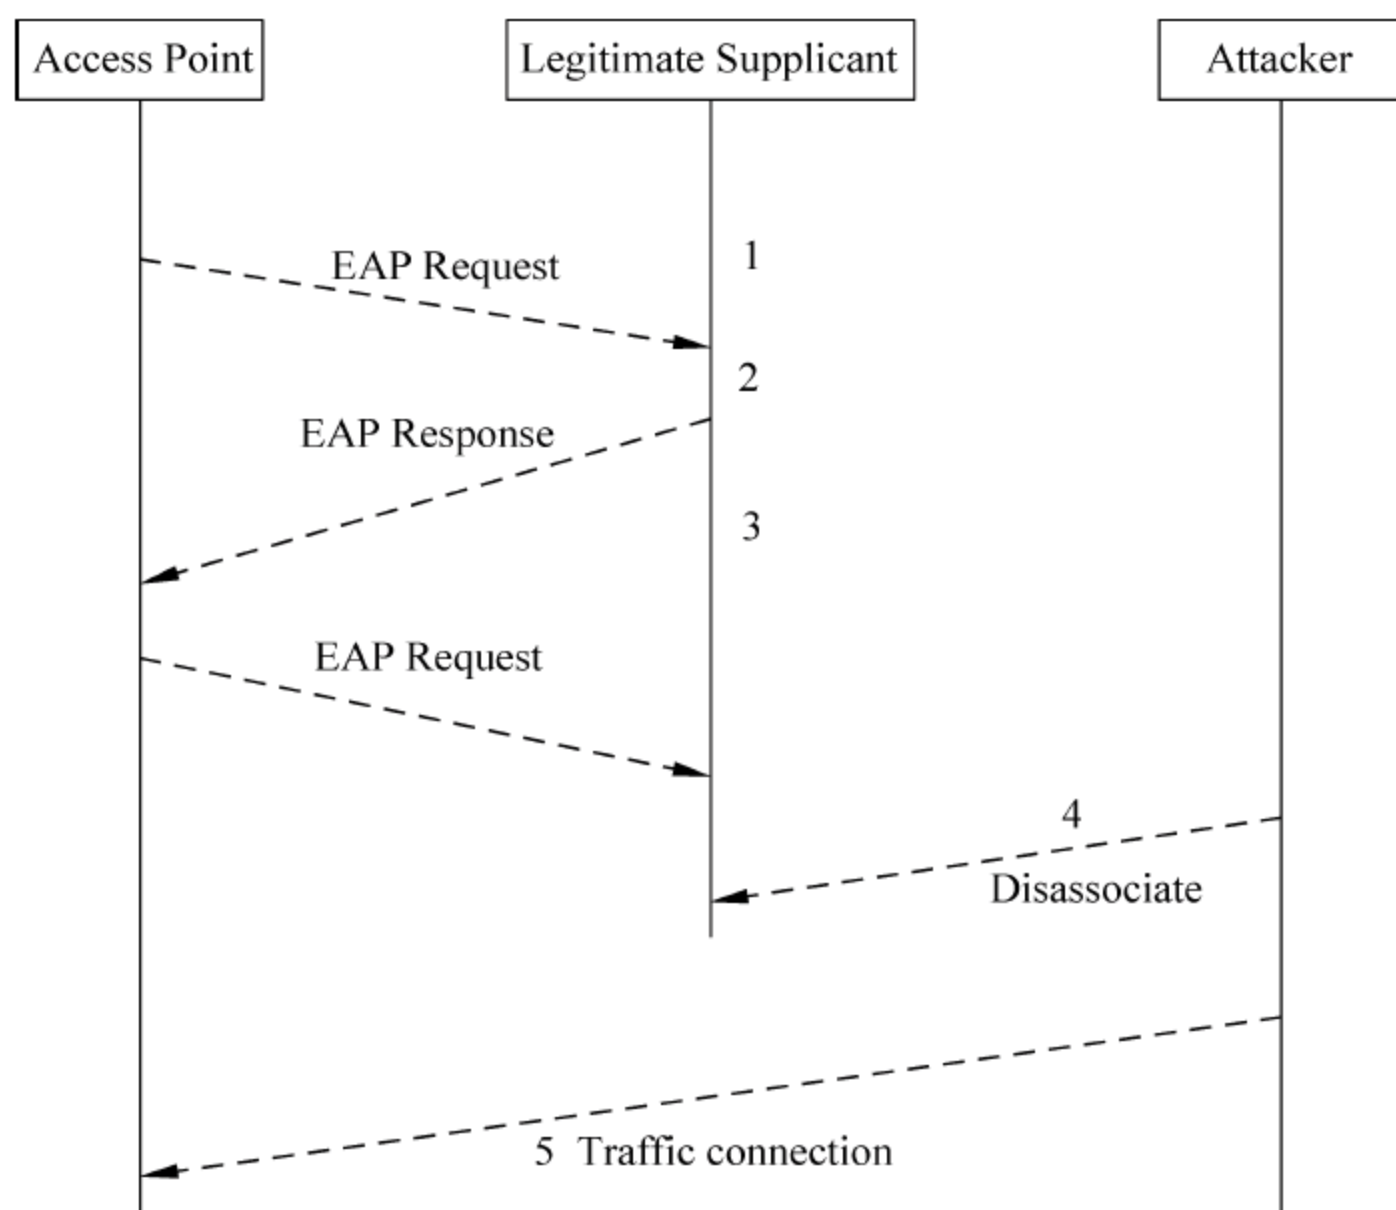 Access Point
Legitimate Supplicant
Attacker
EAP Request
1
2
EAP Response
3
EAP Request
4
Disassociate
5 Traffic connection